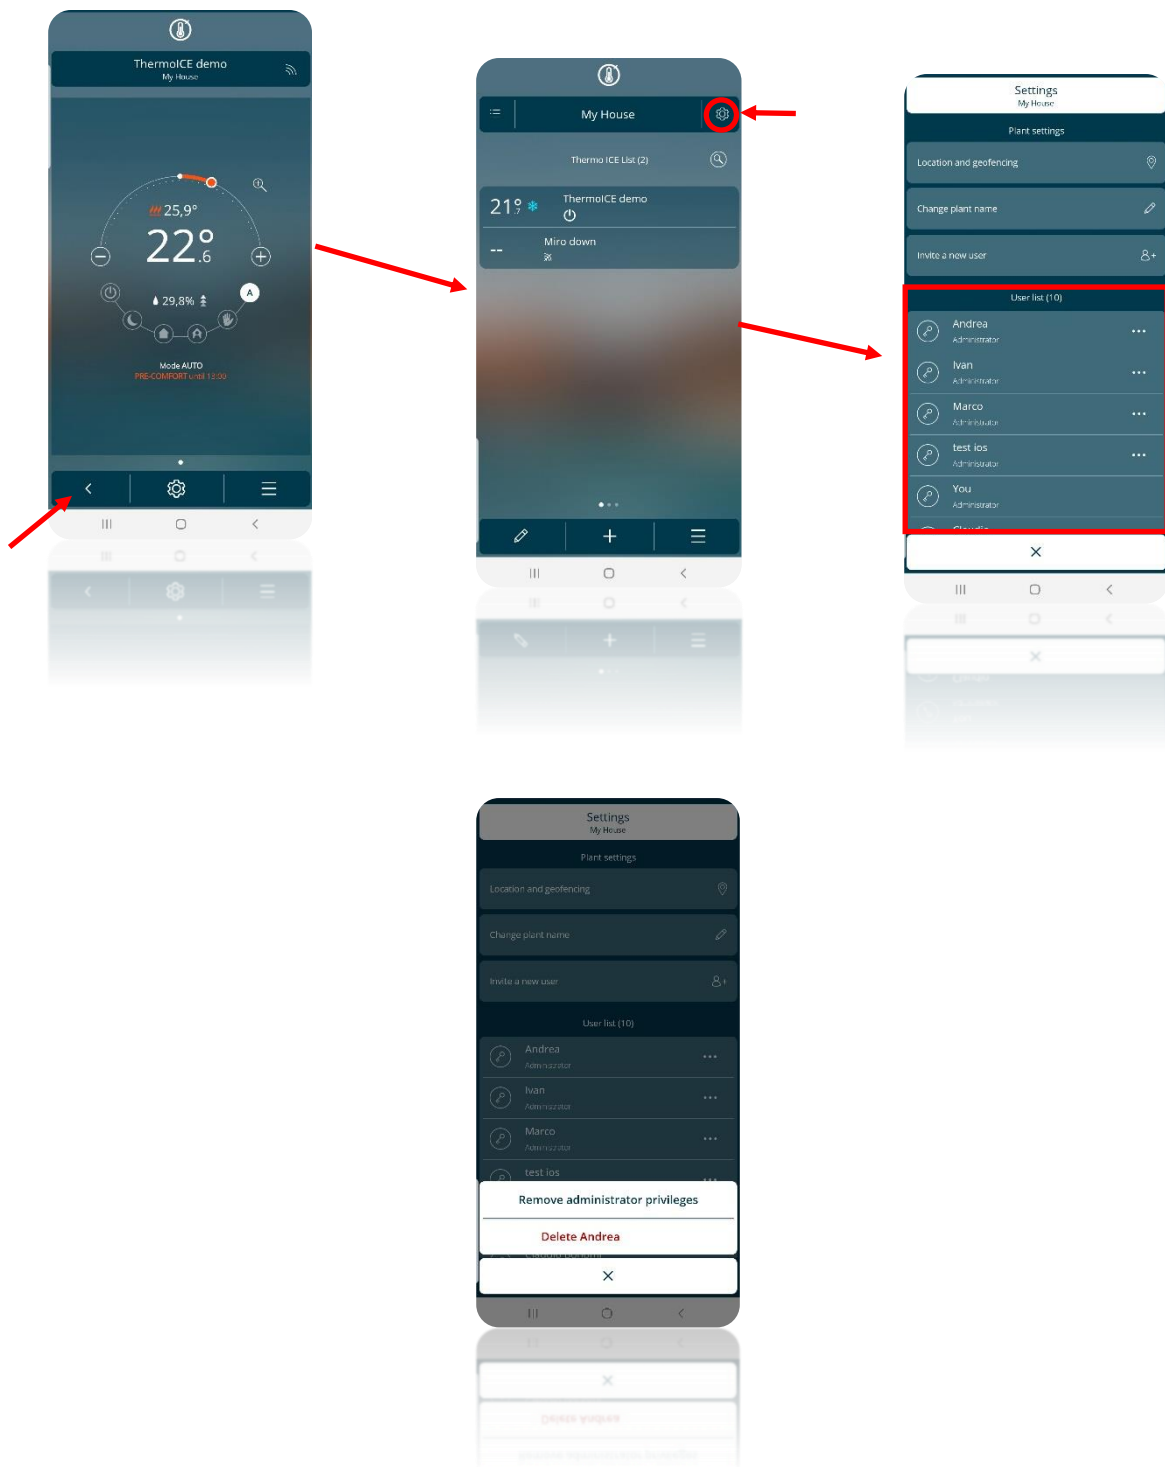 ThermoICE demo
My House
25,9°
22°.6
29,8%
A
Mode AUTO
PRE-COMFORT until 13:00
My House
Thermo ICE List (2)
21°.7
ThermoICE demo
--
Miro down
Settings
My House
Plant settings
Location and geofencing
Change plant name
Invite a new user
User list (10)
Andrea
Administrator
Ivan
Administrator
Marco
Administrator
test ios
Administrator
You
Administrator
Settings
My House
Plant settings
Location and geofencing
Change plant name
Invite a new user
User list (10)
Andrea
Administrator
Ivan
Administrator
Marco
Administrator
test ios
Remove administrator privileges
Delete Andrea